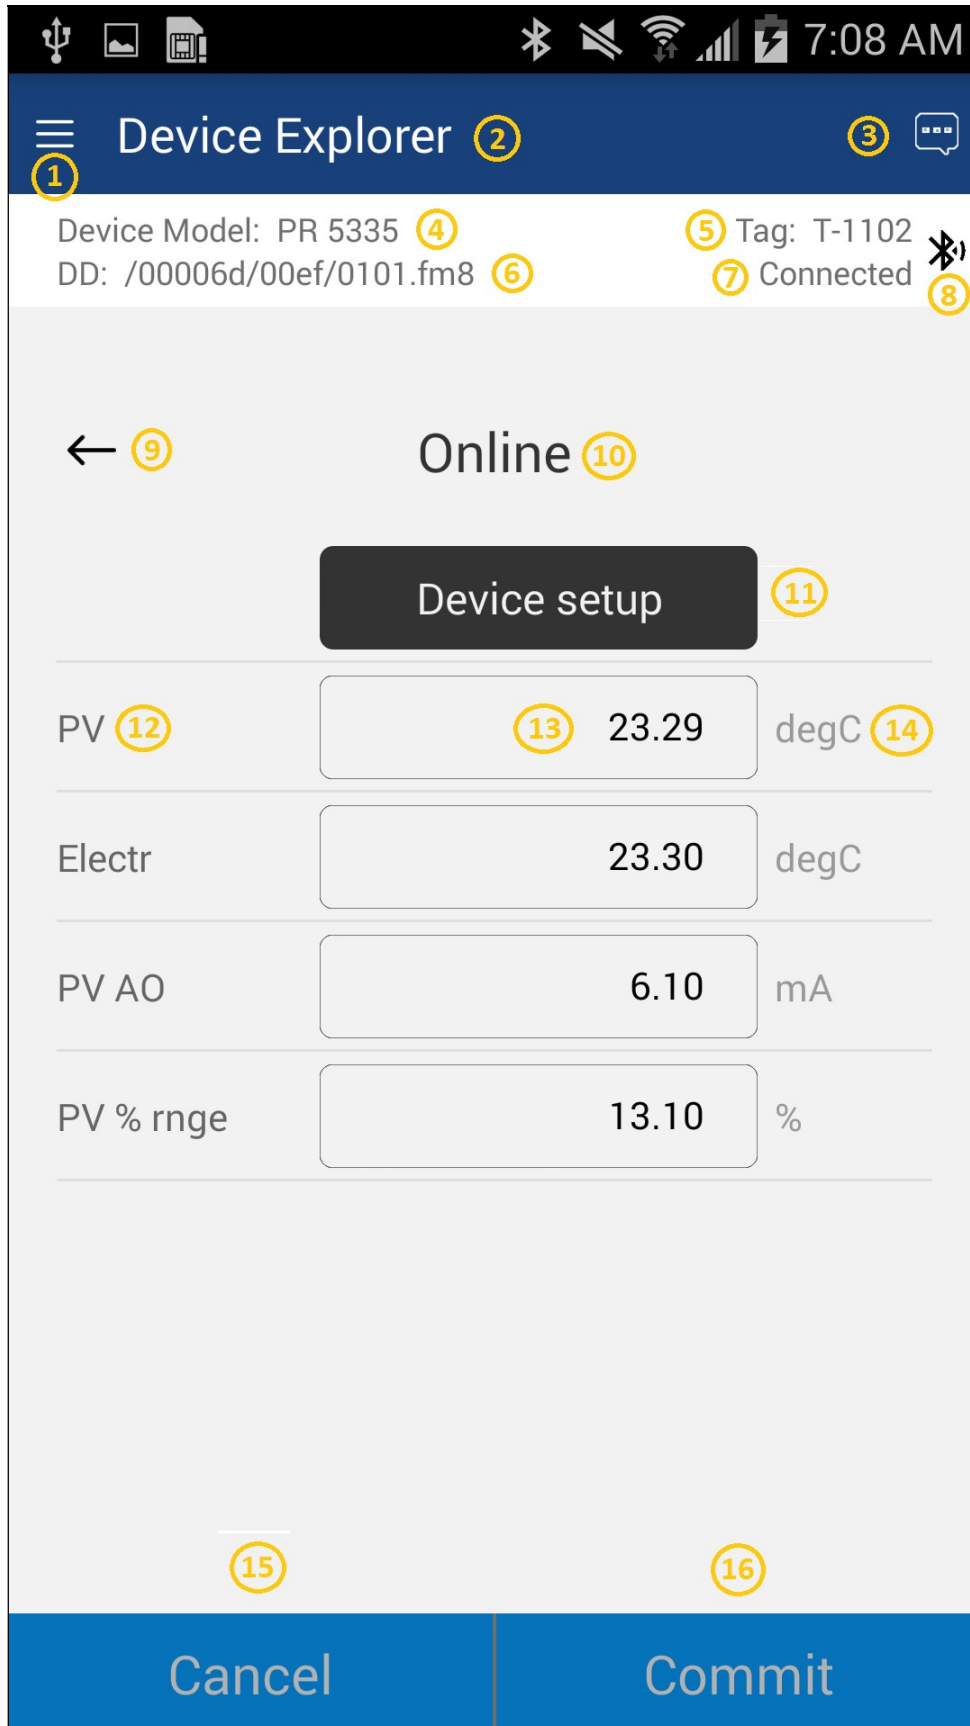 7:08 AM
Device Explorer 2 3
1
Device Model: PR 5335 4 5 Tag: T-1102
DD: /00006d/00ef/0101.fm8 6 7 Connected
8
9 Online 10
Device setup 11
PV 12 13 23.29 degC 14
Electr 23.30 degC
PV AO 6.10 mA
PV % rnge 13.10 %
15 16
Cancel Commit